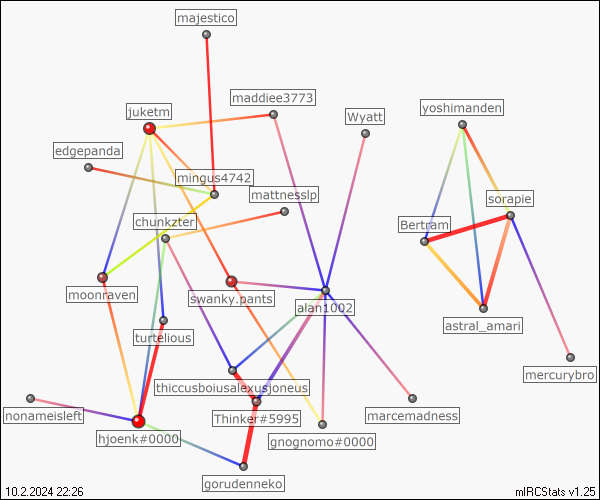 majestico
maddiee3773
juketm
Wyatt
yoshimanden
edgepanda
mingus4742
mattnesslp
sorapie
chunkzter
Bertram
moonraven
swanky.pants
alan1002
turtelious
astral_amari
mercurybro
thiccusboiusalexusjoneus
nonameisleft
Thinker#5995
marcemadness
hjoenk#0000
gnognomo#0000
gorudenneko
10.2.2024 22:26
mIRCStats v1.25